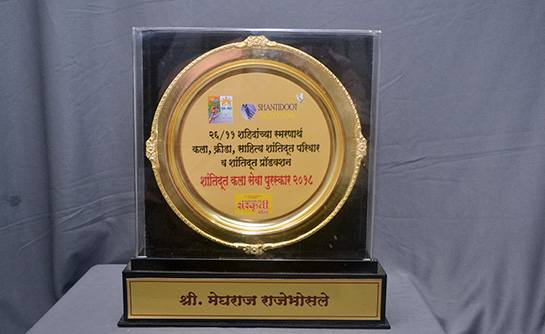 SHANTIDOOT
२६/११ शहिदांच्या स्मरणार्थ
कला, क्रीडा, साहित्य शांतिदूत परिवार
व शांतिदूत प्रॉडक्शन
शांतिदूत कला सेवा पुरस्कार २०१८
संस्कृती
श्री. मेघराज राजेभोसले